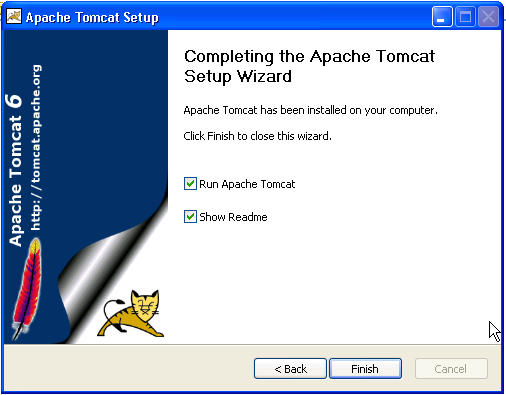 Apache Tomcat Setup
Completing the Apache Tomcat
Setup Wizard
Apache Tomcat has been installed on your computer.
Click Finish to close this wizard.
Run Apache Tomcat
Show Readme
Apache Tomcat 6
http://tomcat.apache.org
< Back
Finish
Cancel